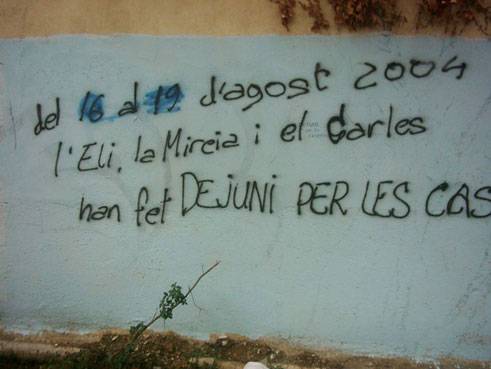 del 16 al 19 d'agost 2004
l'Eli, la Mireia i el Carles
han fet DEJUNI PER LES CAS